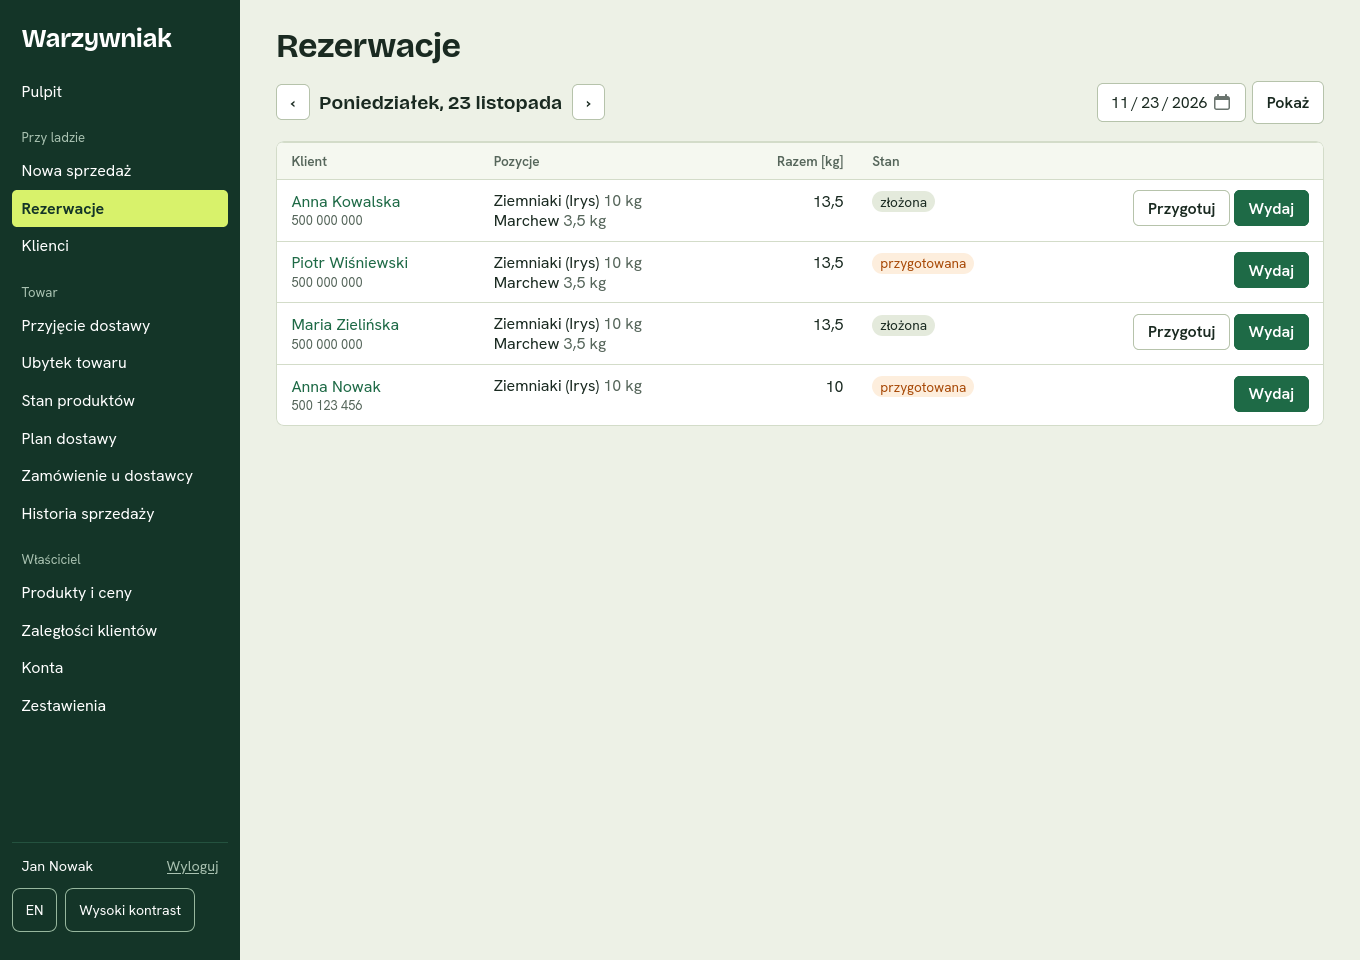 Warzywniak
Pulpit
Przy ladzie
Nowa sprzedaż
Rezerwacje
Klienci
Towar
Przyjęcie dostawy
Ubytek towaru
Stan produktów
Plan dostawy
Zamówienie u dostawcy
Historia sprzedaży
Właściciel
Produkty i ceny
Zaległości klientów
Konta
Zestawienia
Jan Nowak Wyloguj
EN Wysoki kontrast
Rezerwacje
‹ Poniedziałek, 23 listopada › 11/23/2026 Pokaż
Klient Pozycje Razem [kg] Stan
Anna Kowalska Ziemniaki (Irys) 10 kg 13,5 złożona Przygotuj Wydaj
500 000 000 Marchew 3,5 kg
Piotr Wiśniewski Ziemniaki (Irys) 10 kg 13,5 przygotowana Wydaj
500 000 000 Marchew 3,5 kg
Maria Zielińska Ziemniaki (Irys) 10 kg 13,5 złożona Przygotuj Wydaj
500 000 000 Marchew 3,5 kg
Anna Nowak Ziemniaki (Irys) 10 kg 10 przygotowana Wydaj
500 123 456